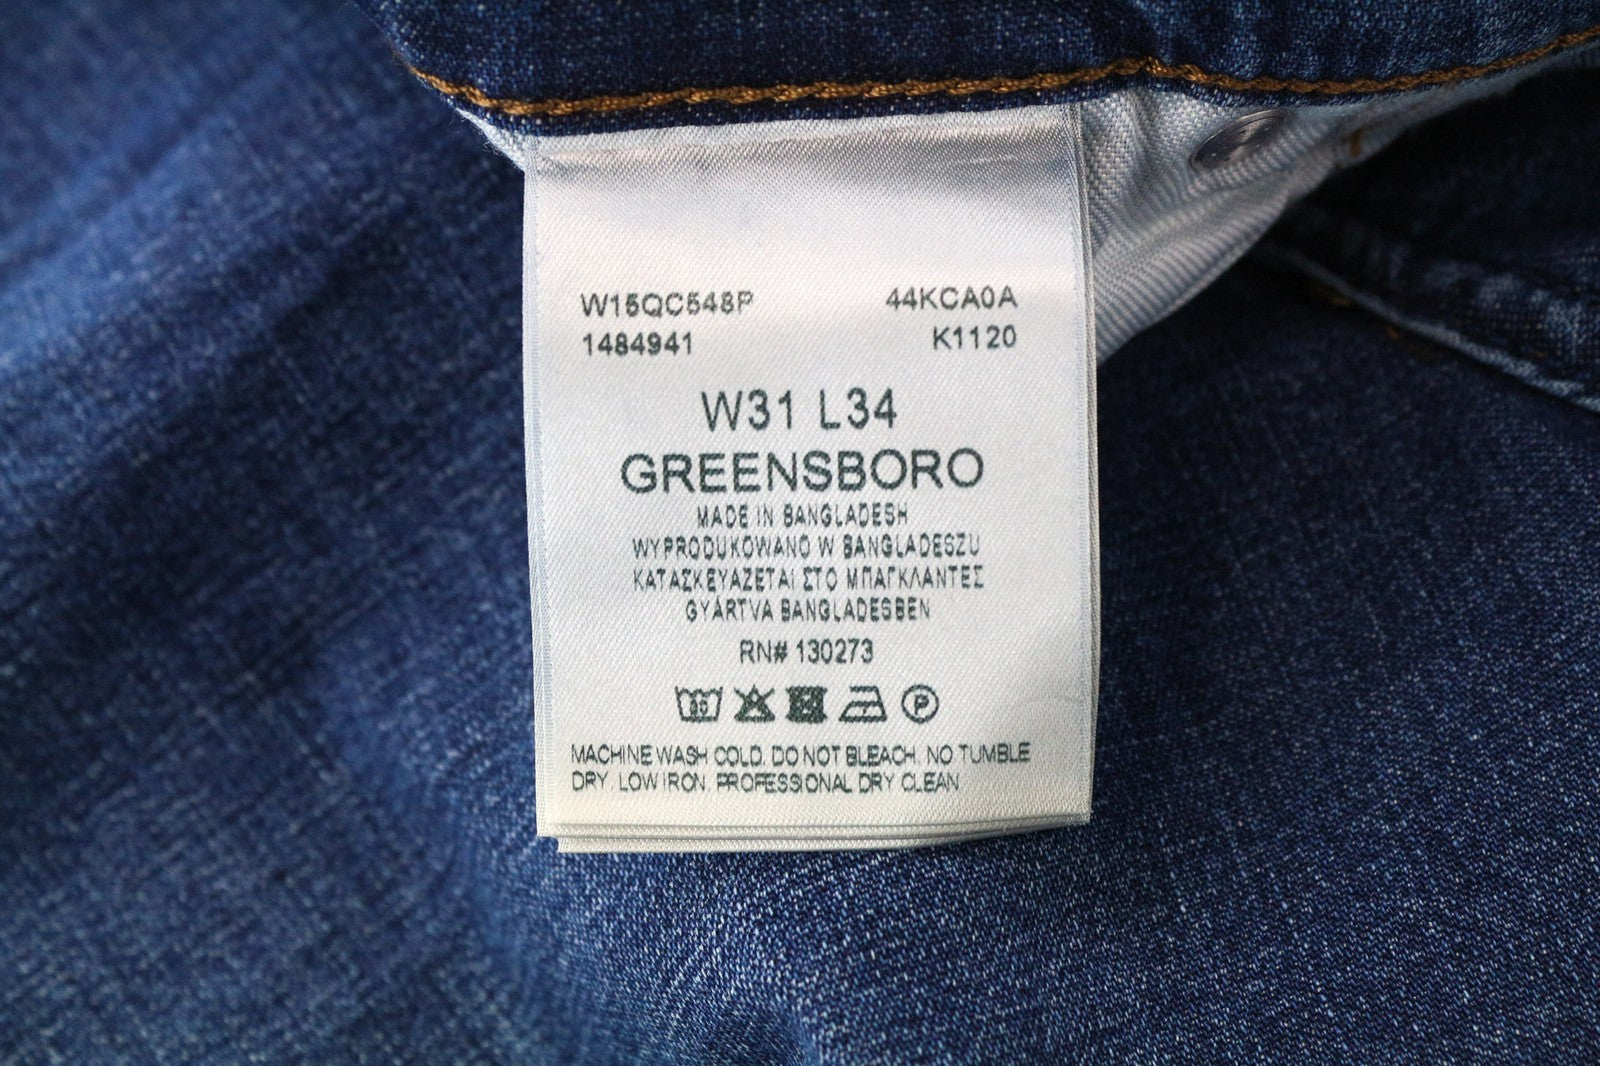 W15QC548P 44KCA0A
1484941 K1120
W31 L34
GREENSBORO
MADE IN BANGLADESH
WYPRODUKOWANO W BANGLADESZU
ΚΑΤΑΣΚΕΥΑΖΕΤΑΙ ΣΤΟ ΜΠΑΓΚΛΑΝΤΕΣ
GYÁRTVA BANGLADESBEN
RN# 130273
P
MACHINE WASH COLD. DO NOT BLEACH. NO TUMBLE
DRY. LOW IRON. PROFESSIONAL DRY CLEAN